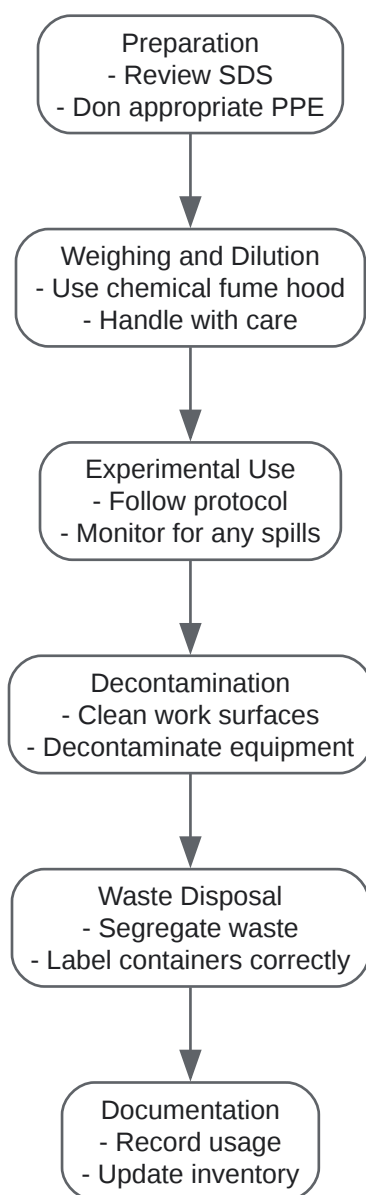 Preparation
- Review SDS
- Don appropriate PPE
Weighing and Dilution
- Use chemical fume hood
- Handle with care
Experimental Use
- Follow protocol
- Monitor for any spills
Decontamination
- Clean work surfaces
- Decontaminate equipment
Waste Disposal
- Segregate waste
- Label containers correctly
Documentation
- Record usage
- Update inventory